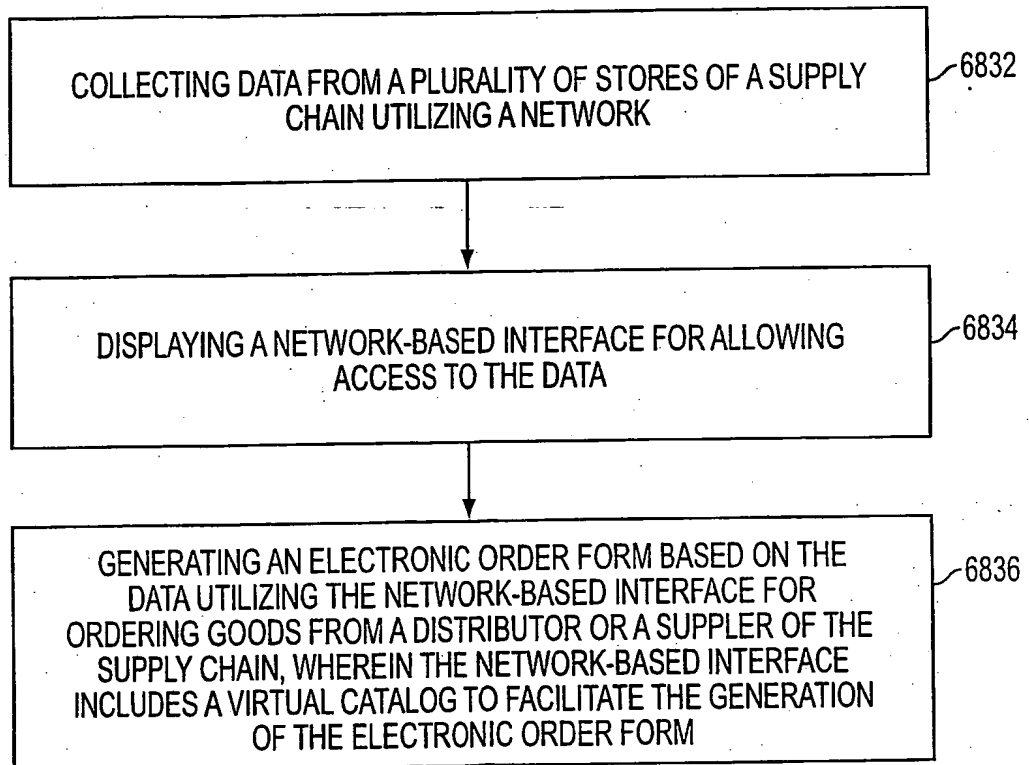 COLLECTING DATA FROM A PLURALITY OF STORES OF A SUPPLY
CHAIN UTILIZING A NETWORK
6832
DISPLAYING A NETWORK-BASED INTERFACE FOR ALLOWING
ACCESS TO THE DATA
6834
GENERATING AN ELECTRONIC ORDER FORM BASED ON THE
DATA UTILIZING THE NETWORK-BASED INTERFACE FOR
ORDERING GOODS FROM A DISTRIBUTOR OR A SUPPLER OF THE
SUPPLY CHAIN, WHEREIN THE NETWORK-BASED INTERFACE
INCLUDES A VIRTUAL CATALOG TO FACILITATE THE GENERATION
OF THE ELECTRONIC ORDER FORM
6836